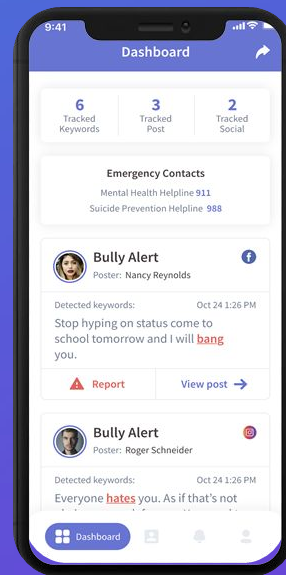 9:41
Dashboard
6 3 2
Tracked Tracked Tracked
Keywords Post Social
Emergency Contacts
Mental Health Helpline 911
Suicide Prevention Helpline 988
Bully Alert
Poster: Nancy Reynolds
Detected keywords: Oct 24 1:26 PM
Stop hyping on status come to
school tomorrow and I will bang
you.
Report View post
Bully Alert
Poster: Roger Schneider
Detected keywords: Oct 24 1:26 PM
Everyone hates you. As if that's not
Dashboard